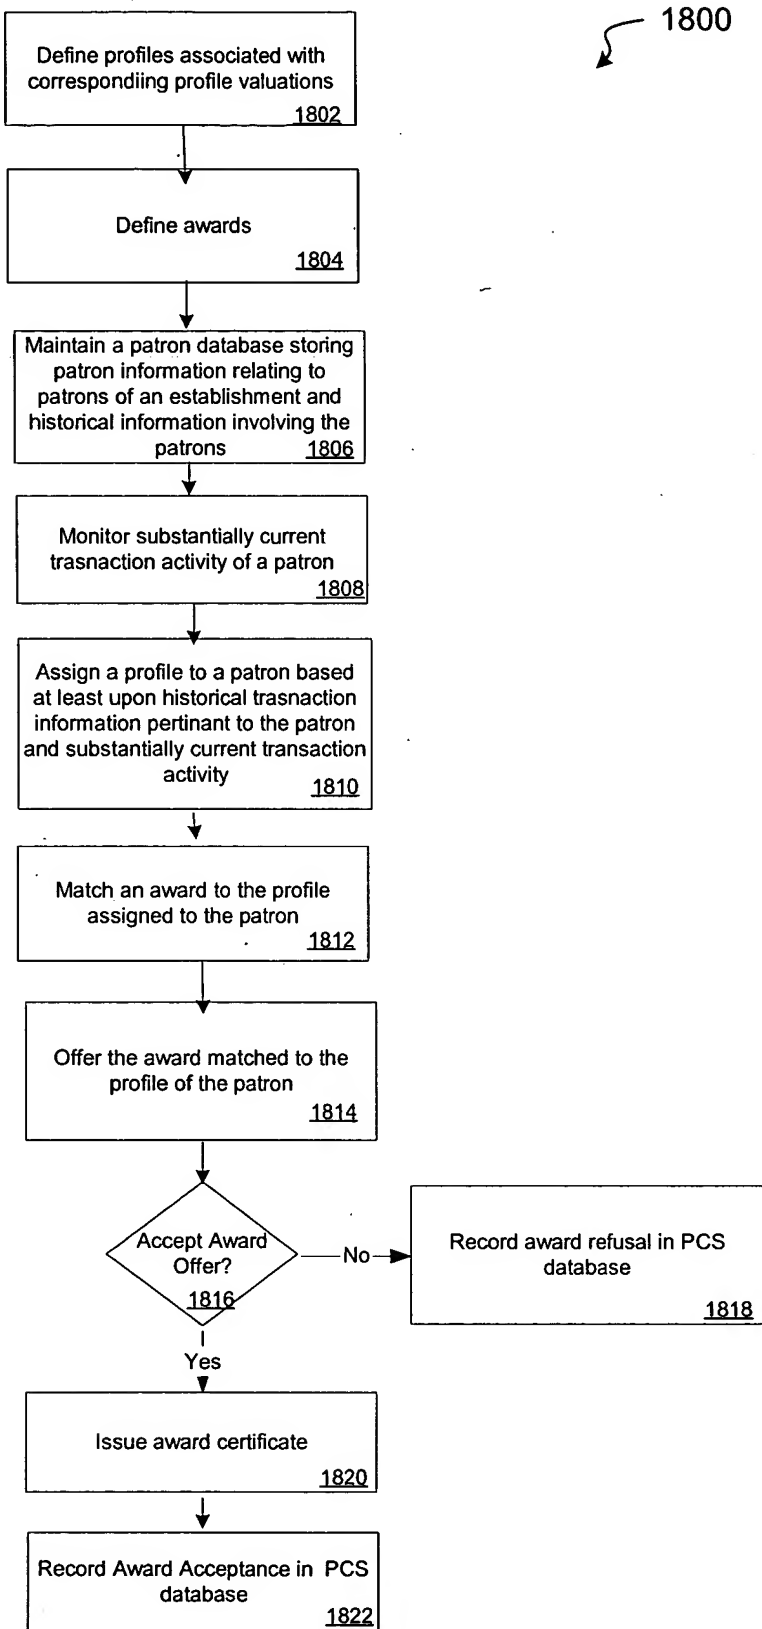 1800
Define profiles associated with
correspondiing profile valuations
1802
Define awards
1804
Maintain a patron database storing
patron information relating to
patrons of an establishment and
historical information involving the
patrons
1806
Monitor substantially current
trasnaction activity of a patron
1808
Assign a profile to a patron based
at least upon historical trasnaction
information pertinant to the patron
and substantially current transaction
activity
1810
Match an award to the profile
assigned to the patron
1812
Offer the award matched to the
profile of the patron
1814
Accept Award
Offer?
1816
No
Record award refusal in PCS
database
1818
Yes
Issue award certificate
1820
Record Award Acceptance in PCS
database
1822